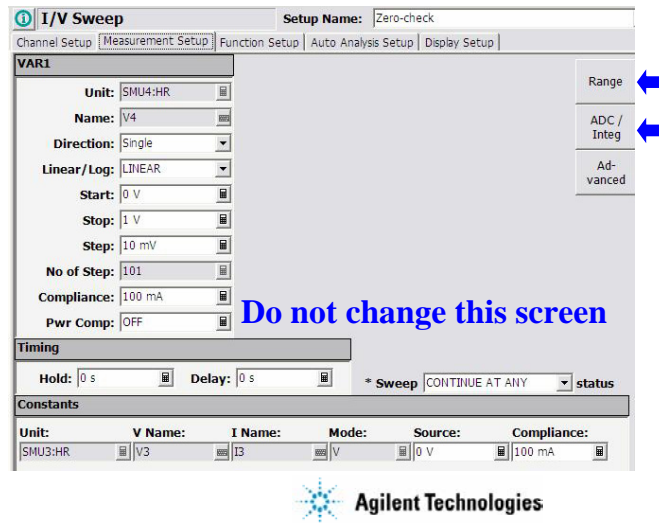 I/V Sweep Setup Name: Zero-check
Channel Setup Measurement Setup Function Setup Auto Analysis Setup Display Setup
VAR1
Range
Unit: SMU4:HR
Name: V4
ADC /
Integ
Direction: Single
Linear/Log: LINEAR
Ad-
vanced
Start: 0 V
Stop: 1 V
Step: 10 mV
No of Step: 101
Compliance: 100 mA
Do not change this screen
Pwr Comp: OFF
Timing
Hold: 0 s Delay: 0 s * Sweep CONTINUE AT ANY status
Constants
Unit: V Name: I Name: Mode: Source: Compliance:
SMU3:HR V3 I3 V 0 V 100 mA
Agilent Technologies